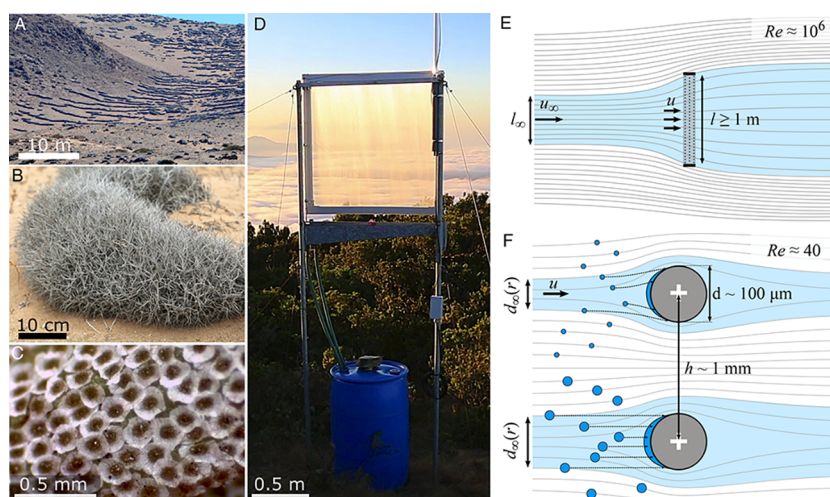 A
10 m
B
10 cm
C
0.5 mm
D
0.5 m
E
Re ≈ 10⁶
l∞
u∞
u
l ≥ 1 m
F
Re ≈ 40
d∞(r)
u
d ~ 100 μm
h ~ 1 mm
d∞(r)